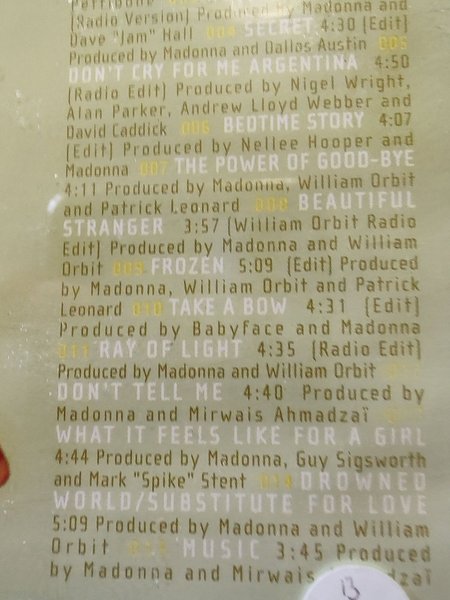 Pettibone
(Radio Version) Produced by Madonna and
Dave "Jam" Hall 004 SECRET 4:30 (Edit)
Produced by Madonna and Dallas Austin 005
DON'T CRY FOR ME ARGENTINA 4:50
(Radio Edit) Produced by Nigel Wright,
Alan Parker, Andrew Lloyd Webber and
David Caddick 006 BEDTIME STORY 4:07
(Edit) Produced by Nellee Hooper and
Madonna 007 THE POWER OF GOOD-BYE
4:11 Produced by Madonna, William Orbit
and Patrick Leonard 008 BEAUTIFUL
STRANGER 3:57 (William Orbit Radio
Edit) Produced by Madonna and William
Orbit 009 FROZEN 5:09 (Edit) Produced
by Madonna, William Orbit and Patrick
Leonard 010 TAKE A BOW 4:31 (Edit)
Produced by Babyface and Madonna
011 RAY OF LIGHT 4:35 (Radio Edit)
Produced by Madonna and William Orbit
DON'T TELL ME 4:40 Produced by
Madonna and Mirwais Ahmadzaï
WHAT IT FEELS LIKE FOR A GIRL
4:44 Produced by Madonna, Guy Sigsworth
and Mark "Spike" Stent 014 DROWNED
WORLD/SUBSTITUTE FOR LOVE
5:09 Produced by Madonna and William
Orbit 015 MUSIC 3:45 Produced
by Madonna and Mirwais